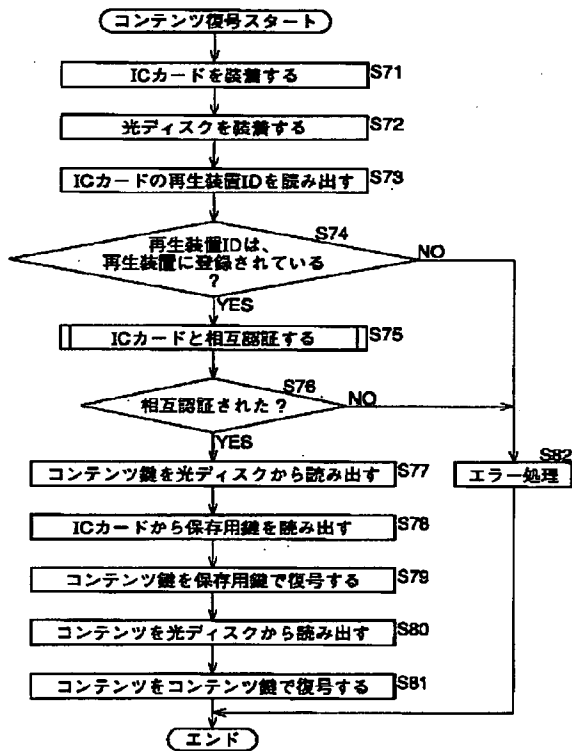 コンテンツ復号スタート
ICカードを装着する S71
光ディスクを装着する S72
ICカードの再生装置IDを読み出す S73
S74
再生装置IDは、
再生装置に登録されている
?
NO
YES
ICカードと相互認証する S75
S76
相互認証された?
NO
YES
コンテンツ鍵を光ディスクから読み出す S77
S82
エラー処理
ICカードから保存用鍵を読み出す S78
コンテンツ鍵を保存用鍵で復号する S79
コンテンツを光ディスクから読み出す S80
コンテンツをコンテンツ鍵で復号する S81
エンド